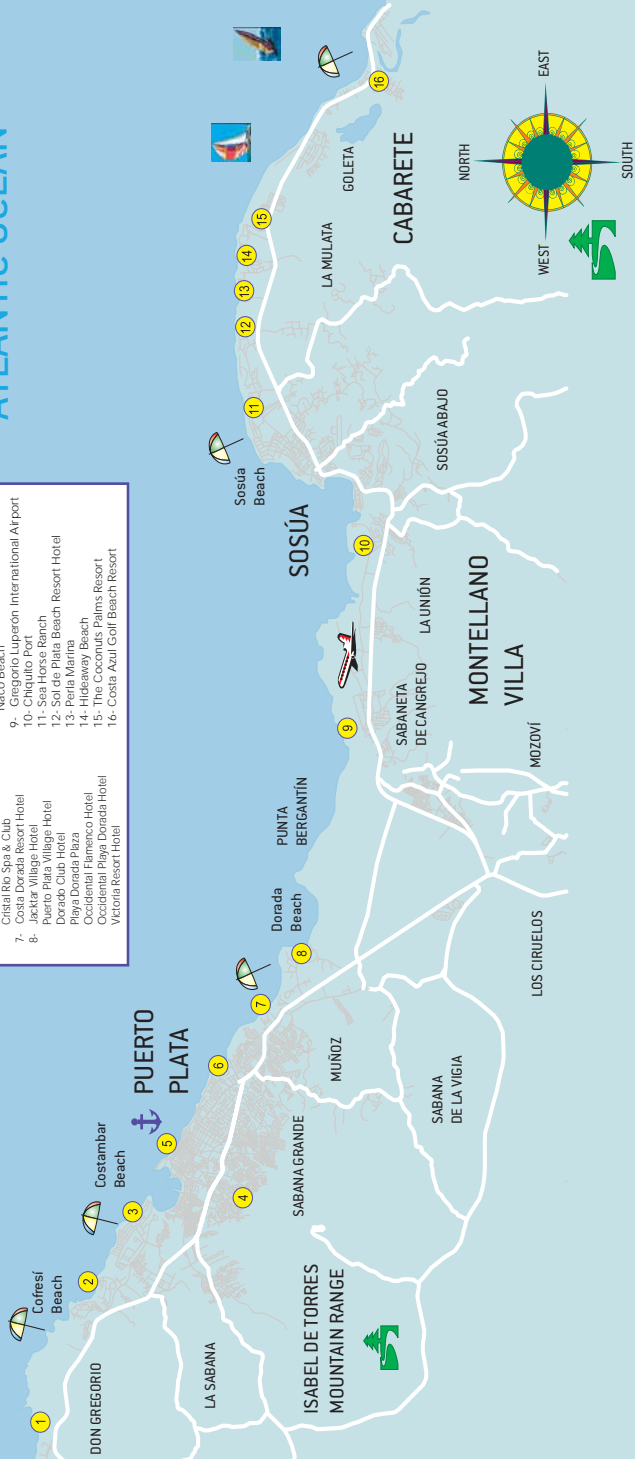 ATLANTIC OCEAN
Cristal Rio Spa & Club
7- Costa Dorada Resort Hotel
8- Jacktar Village Hotel
Puerto Plata Village Hotel
Dorado Club Hotel
Playa Dorada Plaza
Occidental Flamenco Hotel
Occidental Playa Dorada Hotel
Victoria Resort Hotel
Naco Beach
9- Gregorio Luperón International Airport
10- Chiquito Port
11- Sea Horse Ranch
12- Sol de Plata Beach Resort Hotel
13- Perla Marina
14- Hideaway Beach
15- The Coconuts Palms Resort
16- Costa Azul Golf Beach Resort
Cofresí
Beach
Costambar
Beach
PUERTO
PLATA
Dorada
Beach
PUNTA
BERGANTÍN
SOSÚA
Sosúa
Beach
1
2
3
4
5
6
7
8
9
10
11
12
13
14
15
16
DON GREGORIO
LA SABANA
ISABEL DE TORRES
MOUNTAIN RANGE
SABANA GRANDE
MUÑOZ
SABANA
DE LA VIGIA
LOS CIRUELOS
MOZOVÍ
SABANETA
DE CANGREJO
LA UNIÓN
MONTELLANO
VILLA
SOSÚA ABAJO
LA MULATA
GOLETA
CABARETE
NORTH
WEST
EAST
SOUTH